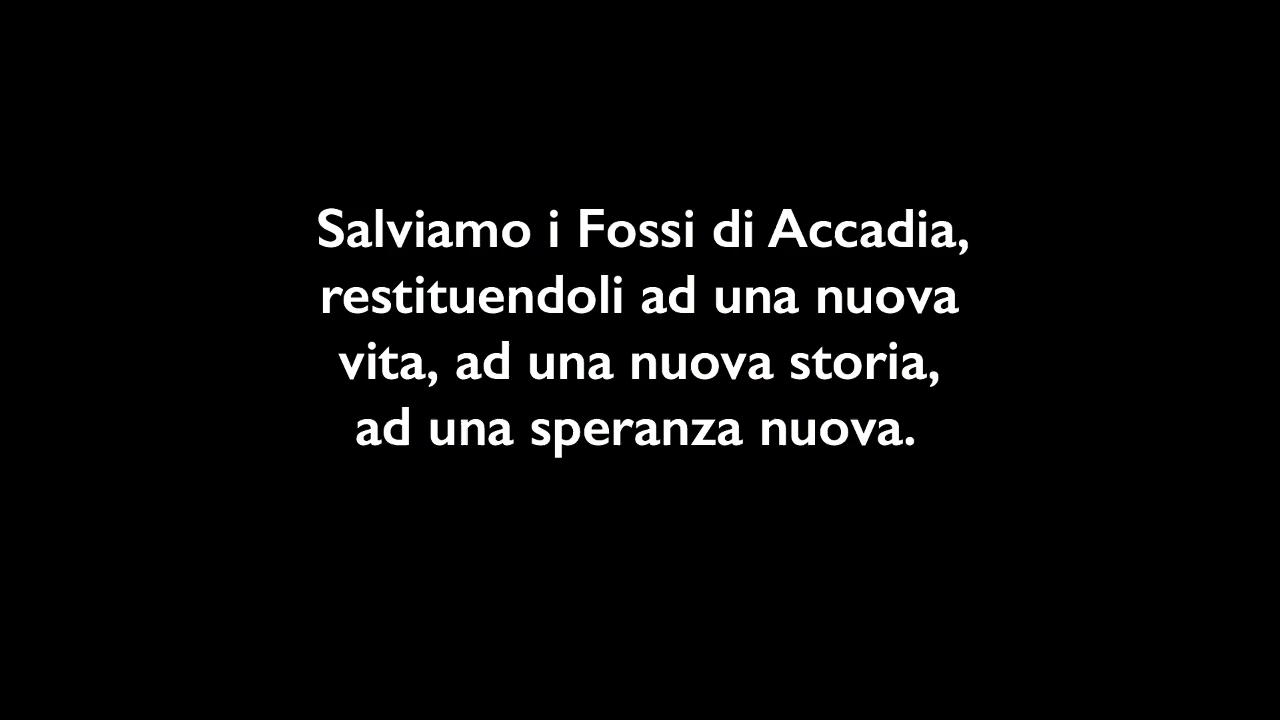 Salviamo i Fossi di Accadia,
restituendoli ad una nuova
vita, ad una nuova storia,
ad una speranza nuova.